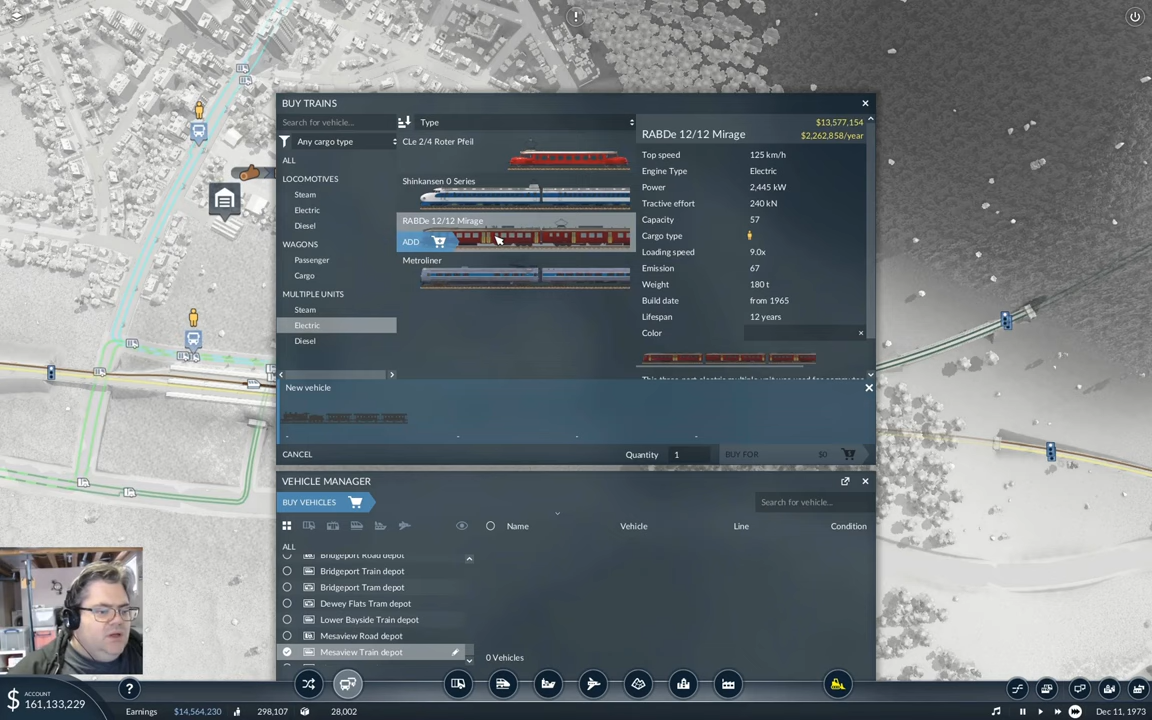 BUY TRAINS
Search for vehicle...
Type
Any cargo type
ALL
LOCOMOTIVES
Steam
Electric
Diesel
WAGONS
Passenger
Cargo
MULTIPLE UNITS
Steam
Electric
Diesel
CLe 2/4 Roter Pfeil
Shinkansen 0 Series
RABDe 12/12 Mirage
ADD
Metroliner
$13,577,154
RABDe 12/12 Mirage
$2,262,858/year
Top speed 125 km/h
Engine Type Electric
Power 2,445 kW
Tractive effort 240 kN
Capacity 57
Cargo type
Loading speed 9.0x
Emission 67
Weight 180 t
Build date from 1965
Lifespan 12 years
Color
New vehicle
- - - -
CANCEL
Quantity 1
BUY FOR $0
VEHICLE MANAGER
BUY VEHICLES
Search for vehicle...
Name Vehicle Line Condition
ALL
Bridgeport Road depot
Bridgeport Train depot
Bridgeport Tram depot
Dewey Flats Tram depot
Lower Bayside Train depot
Mesaview Road depot
Mesaview Train depot
0 Vehicles
$ ACCOUNT
161,133,229
?
Earnings $14,564,230 298,107 28,002
Dec 11, 1973